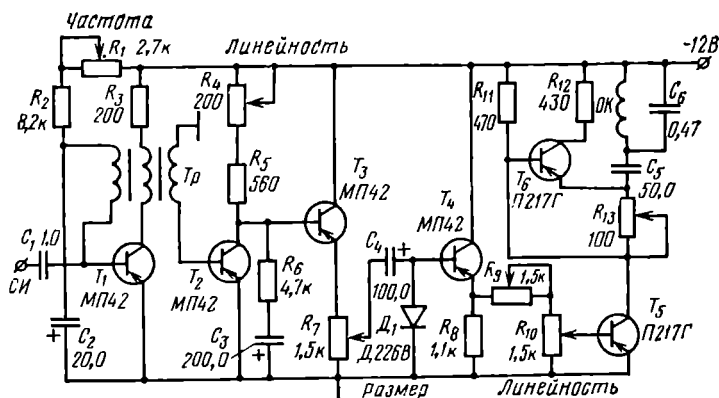 Частота
R₁ 2,7к
R₂
8,2к
R₃
200
Линейность
R₄
200
-12В
R₁₁
470
R₁₂
430
ОК
C₆
0,47
Тр
R₅
560
T₃
МП42
T₄
МП42
T₆
П217Г
C₅
50,0
R₁₃
100
C₁ 1,0
СИ
T₁
МП42
T₂
МП42
R₆
4,7к
C₄
100,0
R₉
1,5к
T₅
П217Г
C₂
20,0
C₃
200,0
R₇
1,5к
Д₁
Д226В
R₈
1,1к
R₁₀
1,5к
Размер
Линейность